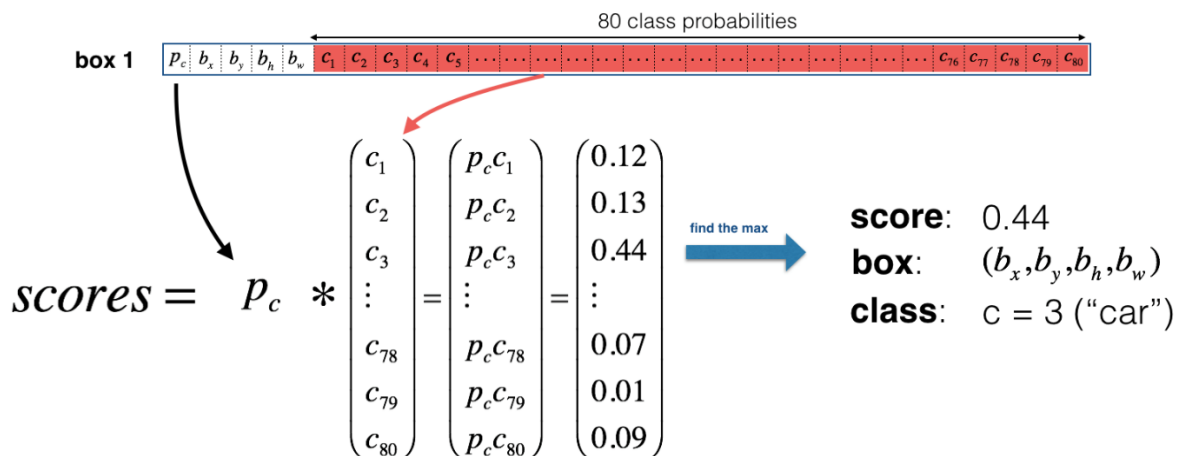 80 class probabilities
box 1 p_c b_x b_y b_h b_w c_1 c_2 c_3 c_4 c_5 ... ... ... ... ... ... ... ... ... ... ... ... ... ... ... c_76 c_77 c_78 c_79 c_80
scores = p_c * (c_1 c_2 c_3 ⋮ c_78 c_79 c_80) = (p_c c_1 p_c c_2 p_c c_3 ⋮ p_c c_78 p_c c_79 p_c c_80) = (0.12 0.13 0.44 ⋮ 0.07 0.01 0.09)
find the max
score: 0.44
box: (b_x,b_y,b_h,b_w)
class: c = 3 (“car”)